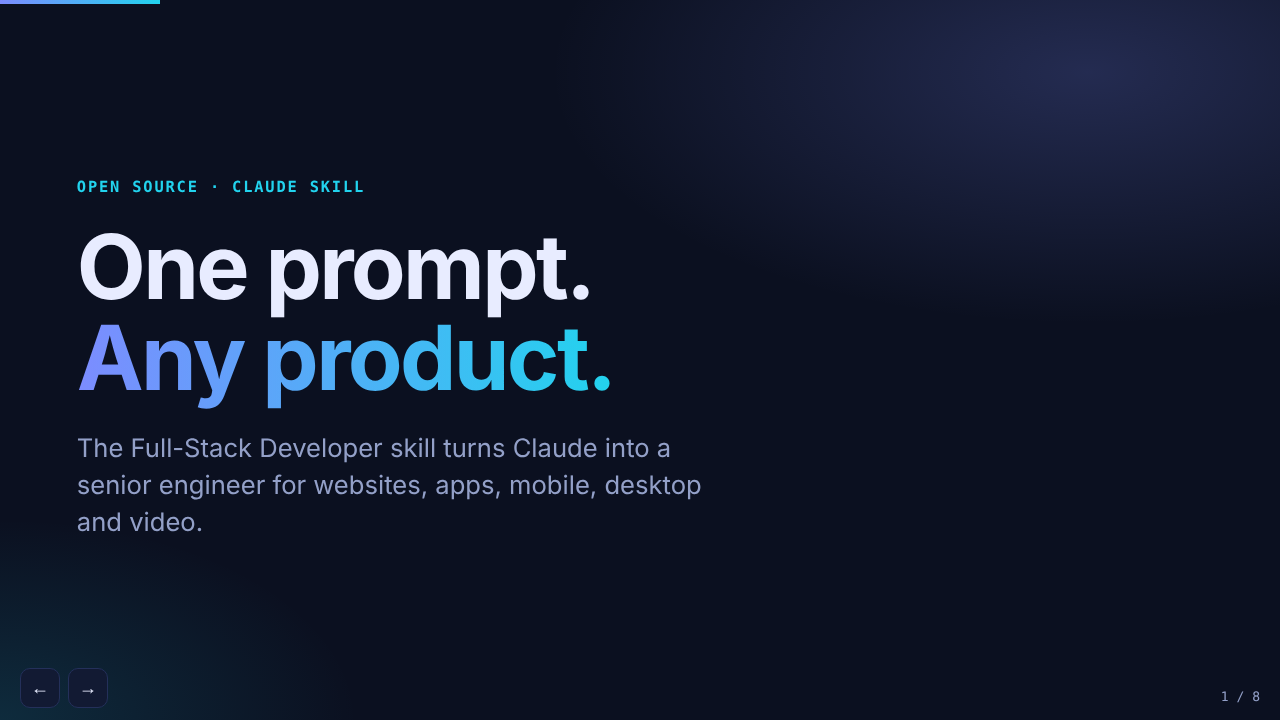 OPEN SOURCE · CLAUDE SKILL
One prompt.
Any product.
The Full-Stack Developer skill turns Claude into a
senior engineer for websites, apps, mobile, desktop
and video.
← →
1 / 8